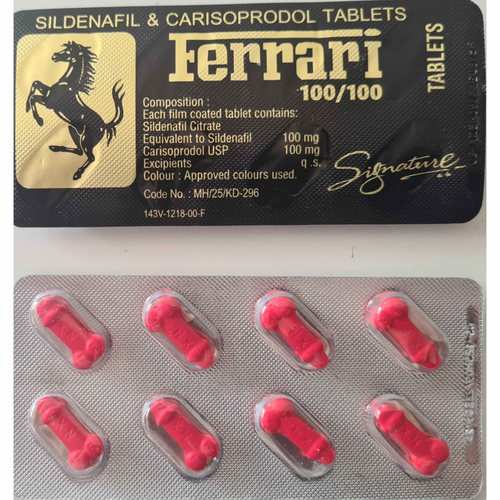 SILDENAFIL & CARISOPRODOL TABLETS
Ferrari
100/100
TABLETS
Composition :
Each film coated tablet contains:
Sildenafil Citrate
Equivalent to Sildenafil 100 mg
Carisoprodol USP 100 mg
Excipients q .s.
Colour : Approved colours used.
Code No. : MH/25/KD-296
Signature
143V-1218-00-F